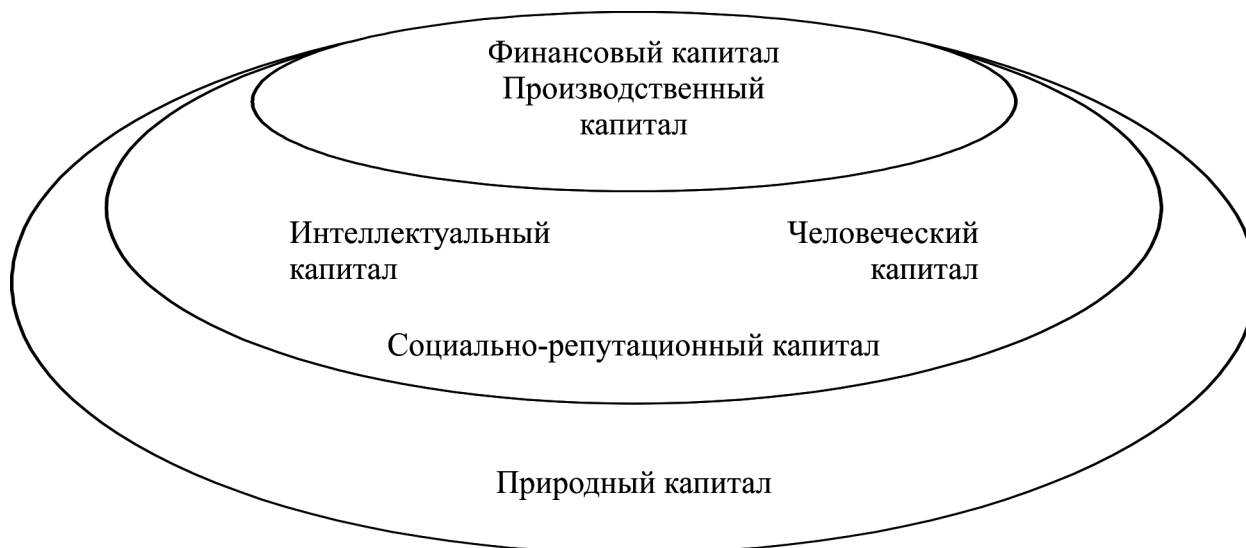 Финансовый капитал
Производственный
капитал
Интеллектуальный
капитал
Человеческий
капитал
Социально-репутационный капитал
Природный капитал